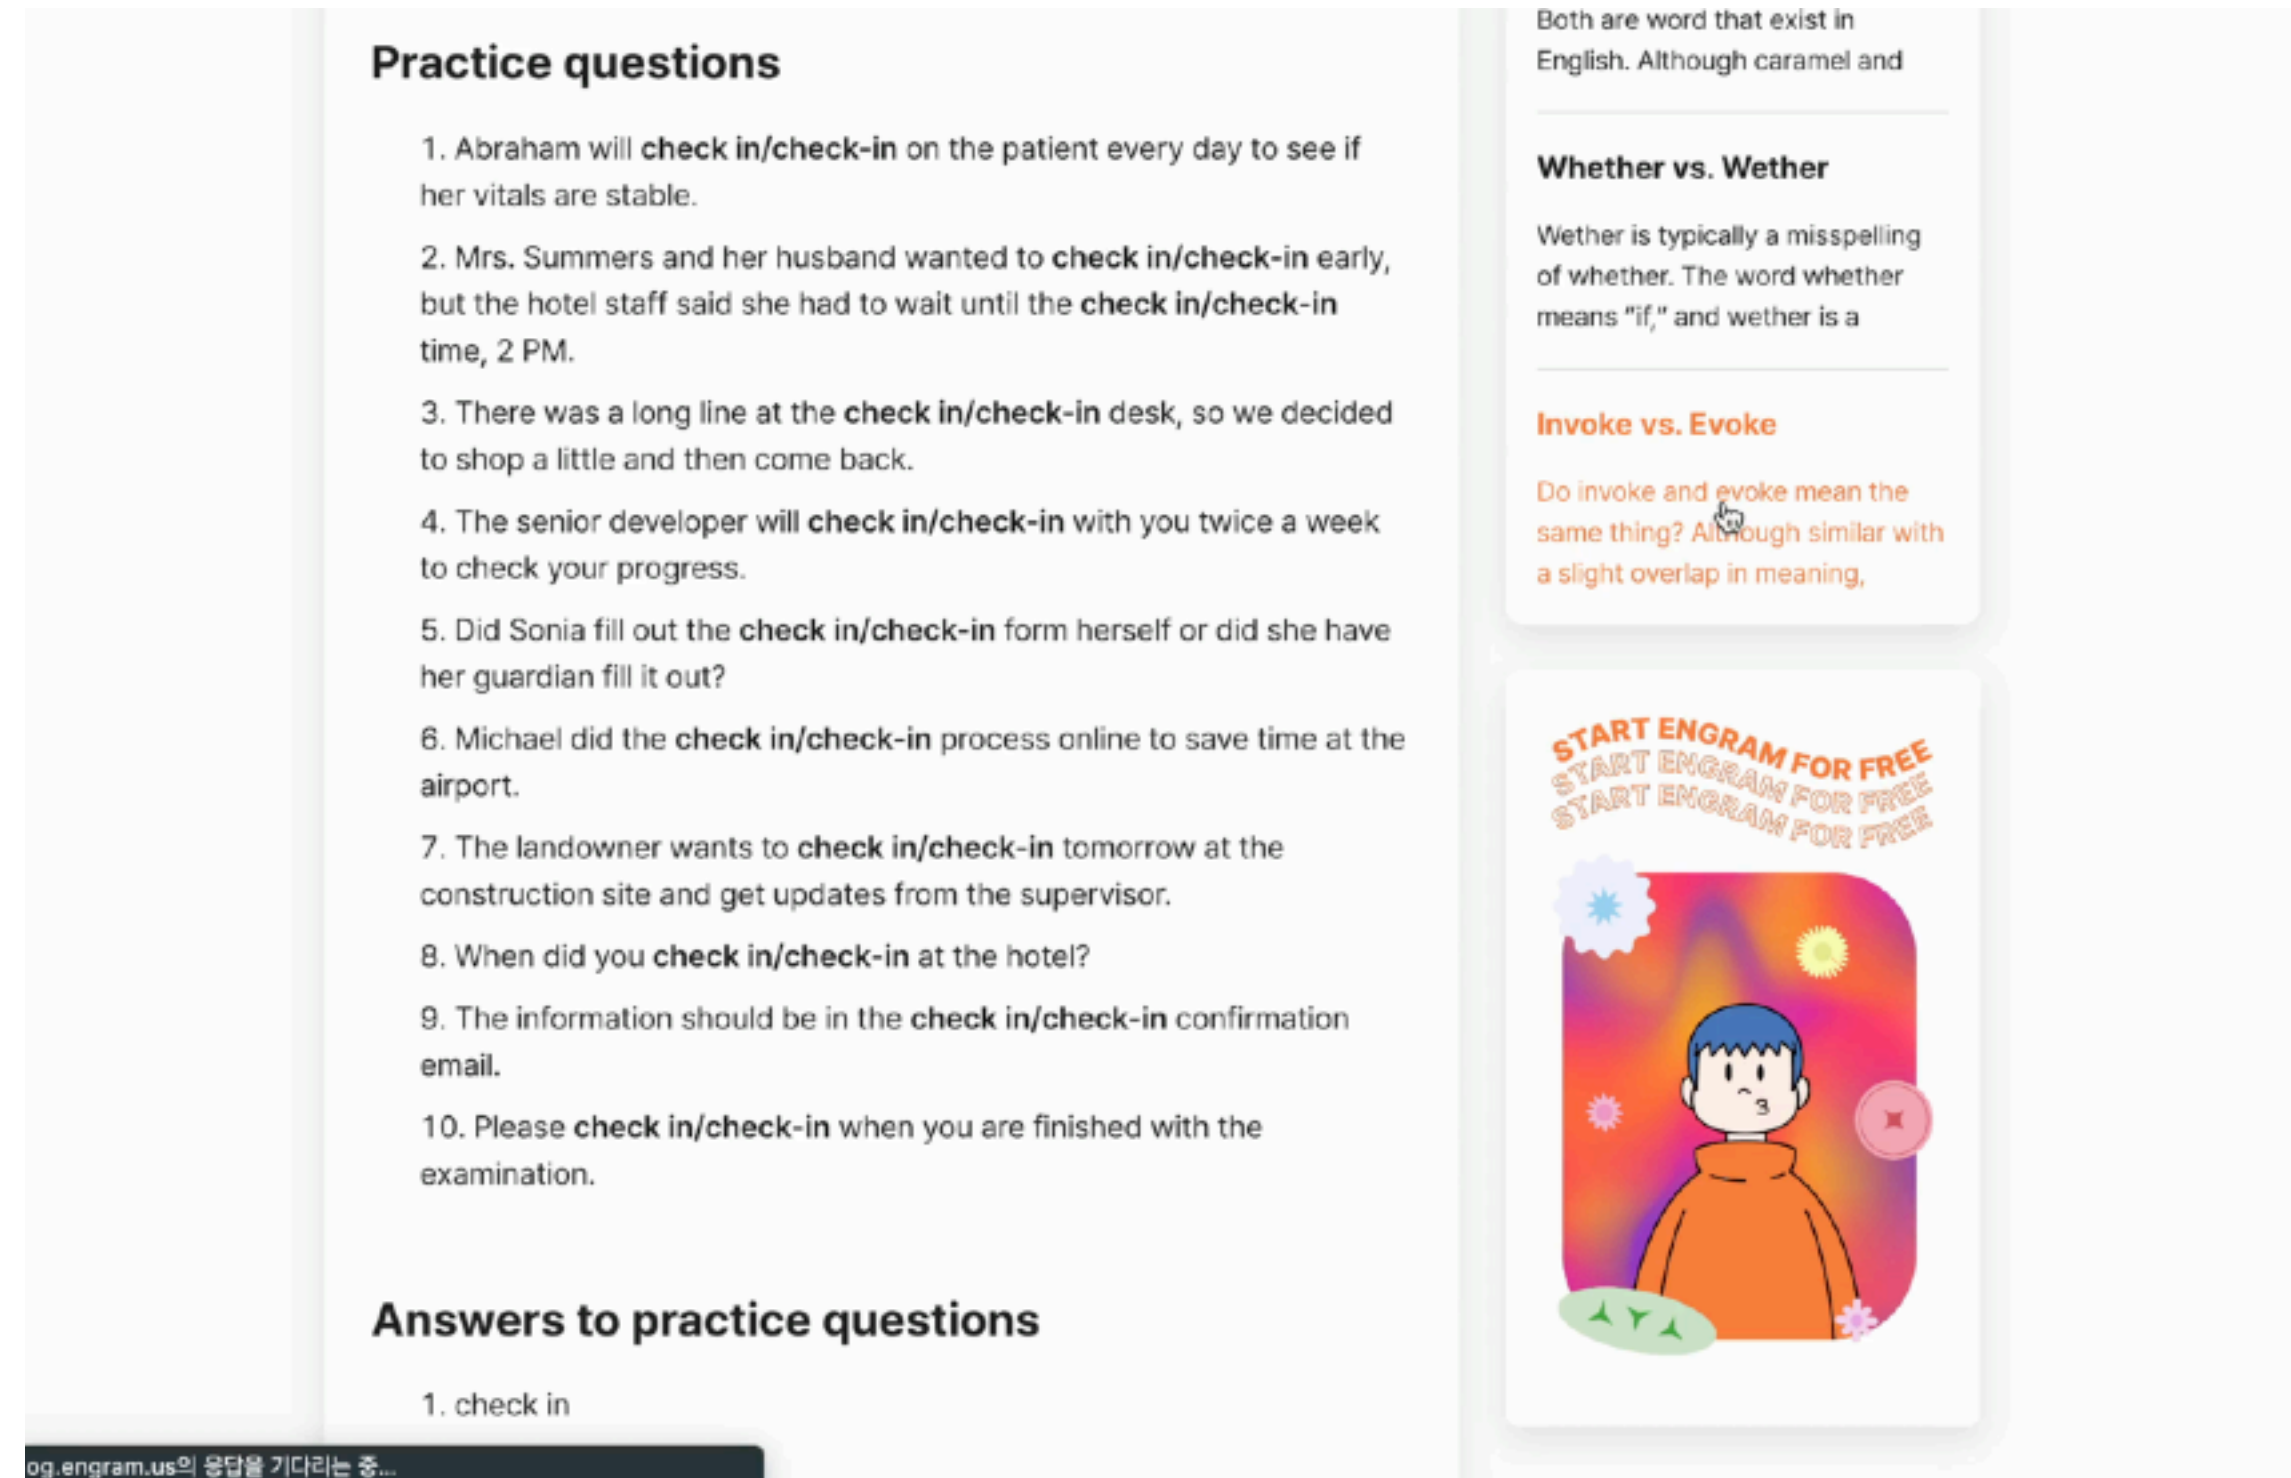 Practice questions
1. Abraham will check in/check-in on the patient every day to see if
her vitals are stable.
2. Mrs. Summers and her husband wanted to check in/check-in early,
but the hotel staff said she had to wait until the check in/check-in
time, 2 PM.
3. There was a long line at the check in/check-in desk, so we decided
to shop a little and then come back.
4. The senior developer will check in/check-in with you twice a week
to check your progress.
5. Did Sonia fill out the check in/check-in form herself or did she have
her guardian fill it out?
6. Michael did the check in/check-in process online to save time at the
airport.
7. The landowner wants to check in/check-in tomorrow at the
construction site and get updates from the supervisor.
8. When did you check in/check-in at the hotel?
9. The information should be in the check in/check-in confirmation
email.
10. Please check in/check-in when you are finished with the
examination.
Answers to practice questions
1. check in
og.engram.us의 응답을 기다리는 중...
Both are word that exist in
English. Although caramel and
Whether vs. Wether
Wether is typically a misspelling
of whether. The word whether
means "if," and wether is a
Invoke vs. Evoke
Do invoke and evoke mean the
same thing? Although similar with
a slight overlap in meaning,
START ENGRAM FOR FREE
START ENGRAM FOR FREE
START ENGRAM FOR FREE